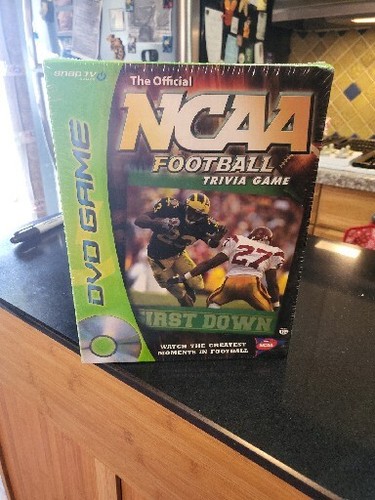 The Official
NCAA
FOOTBALL
TRIVIA GAME
DVD GAME
27
FIRST DOWN
WATCH THE GREATEST
MOMENTS IN FOOTBALL